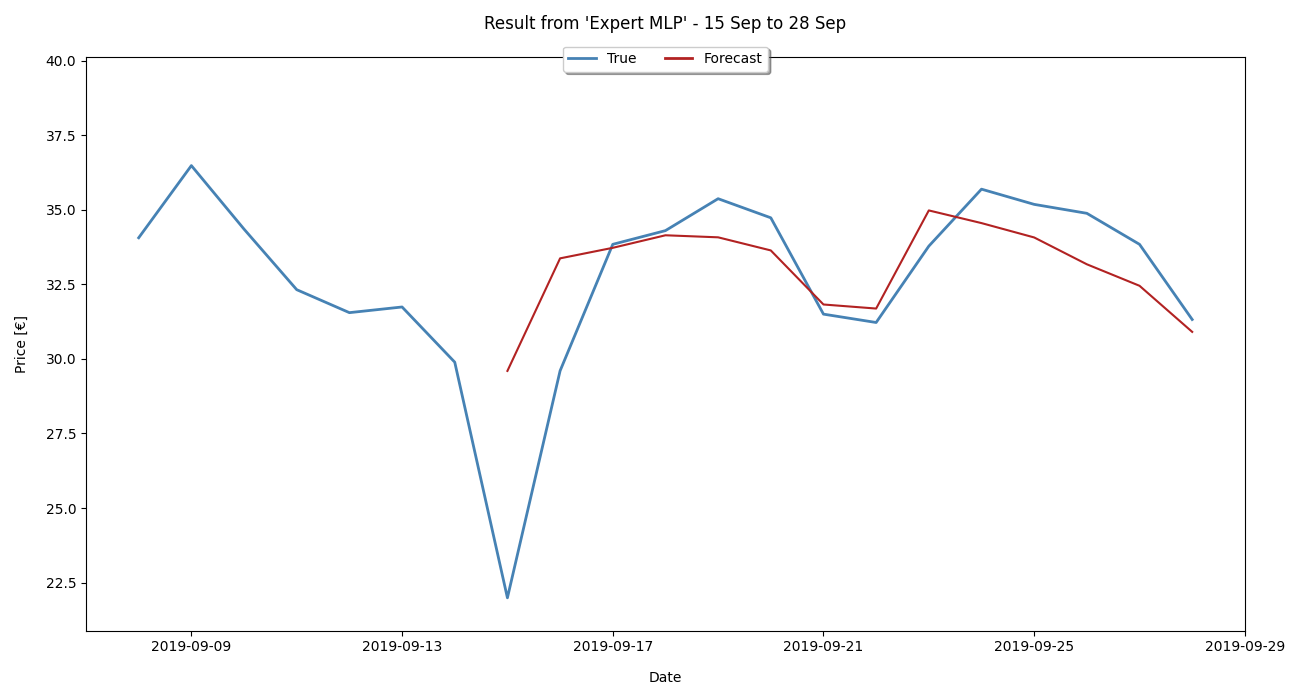 Result from 'Expert MLP' - 15 Sep to 28 Sep
True Forecast
40.0
37.5
35.0
32.5
30.0
27.5
25.0
22.5
Price [€]
2019-09-09 2019-09-13 2019-09-17 2019-09-21 2019-09-25 2019-09-29
Date